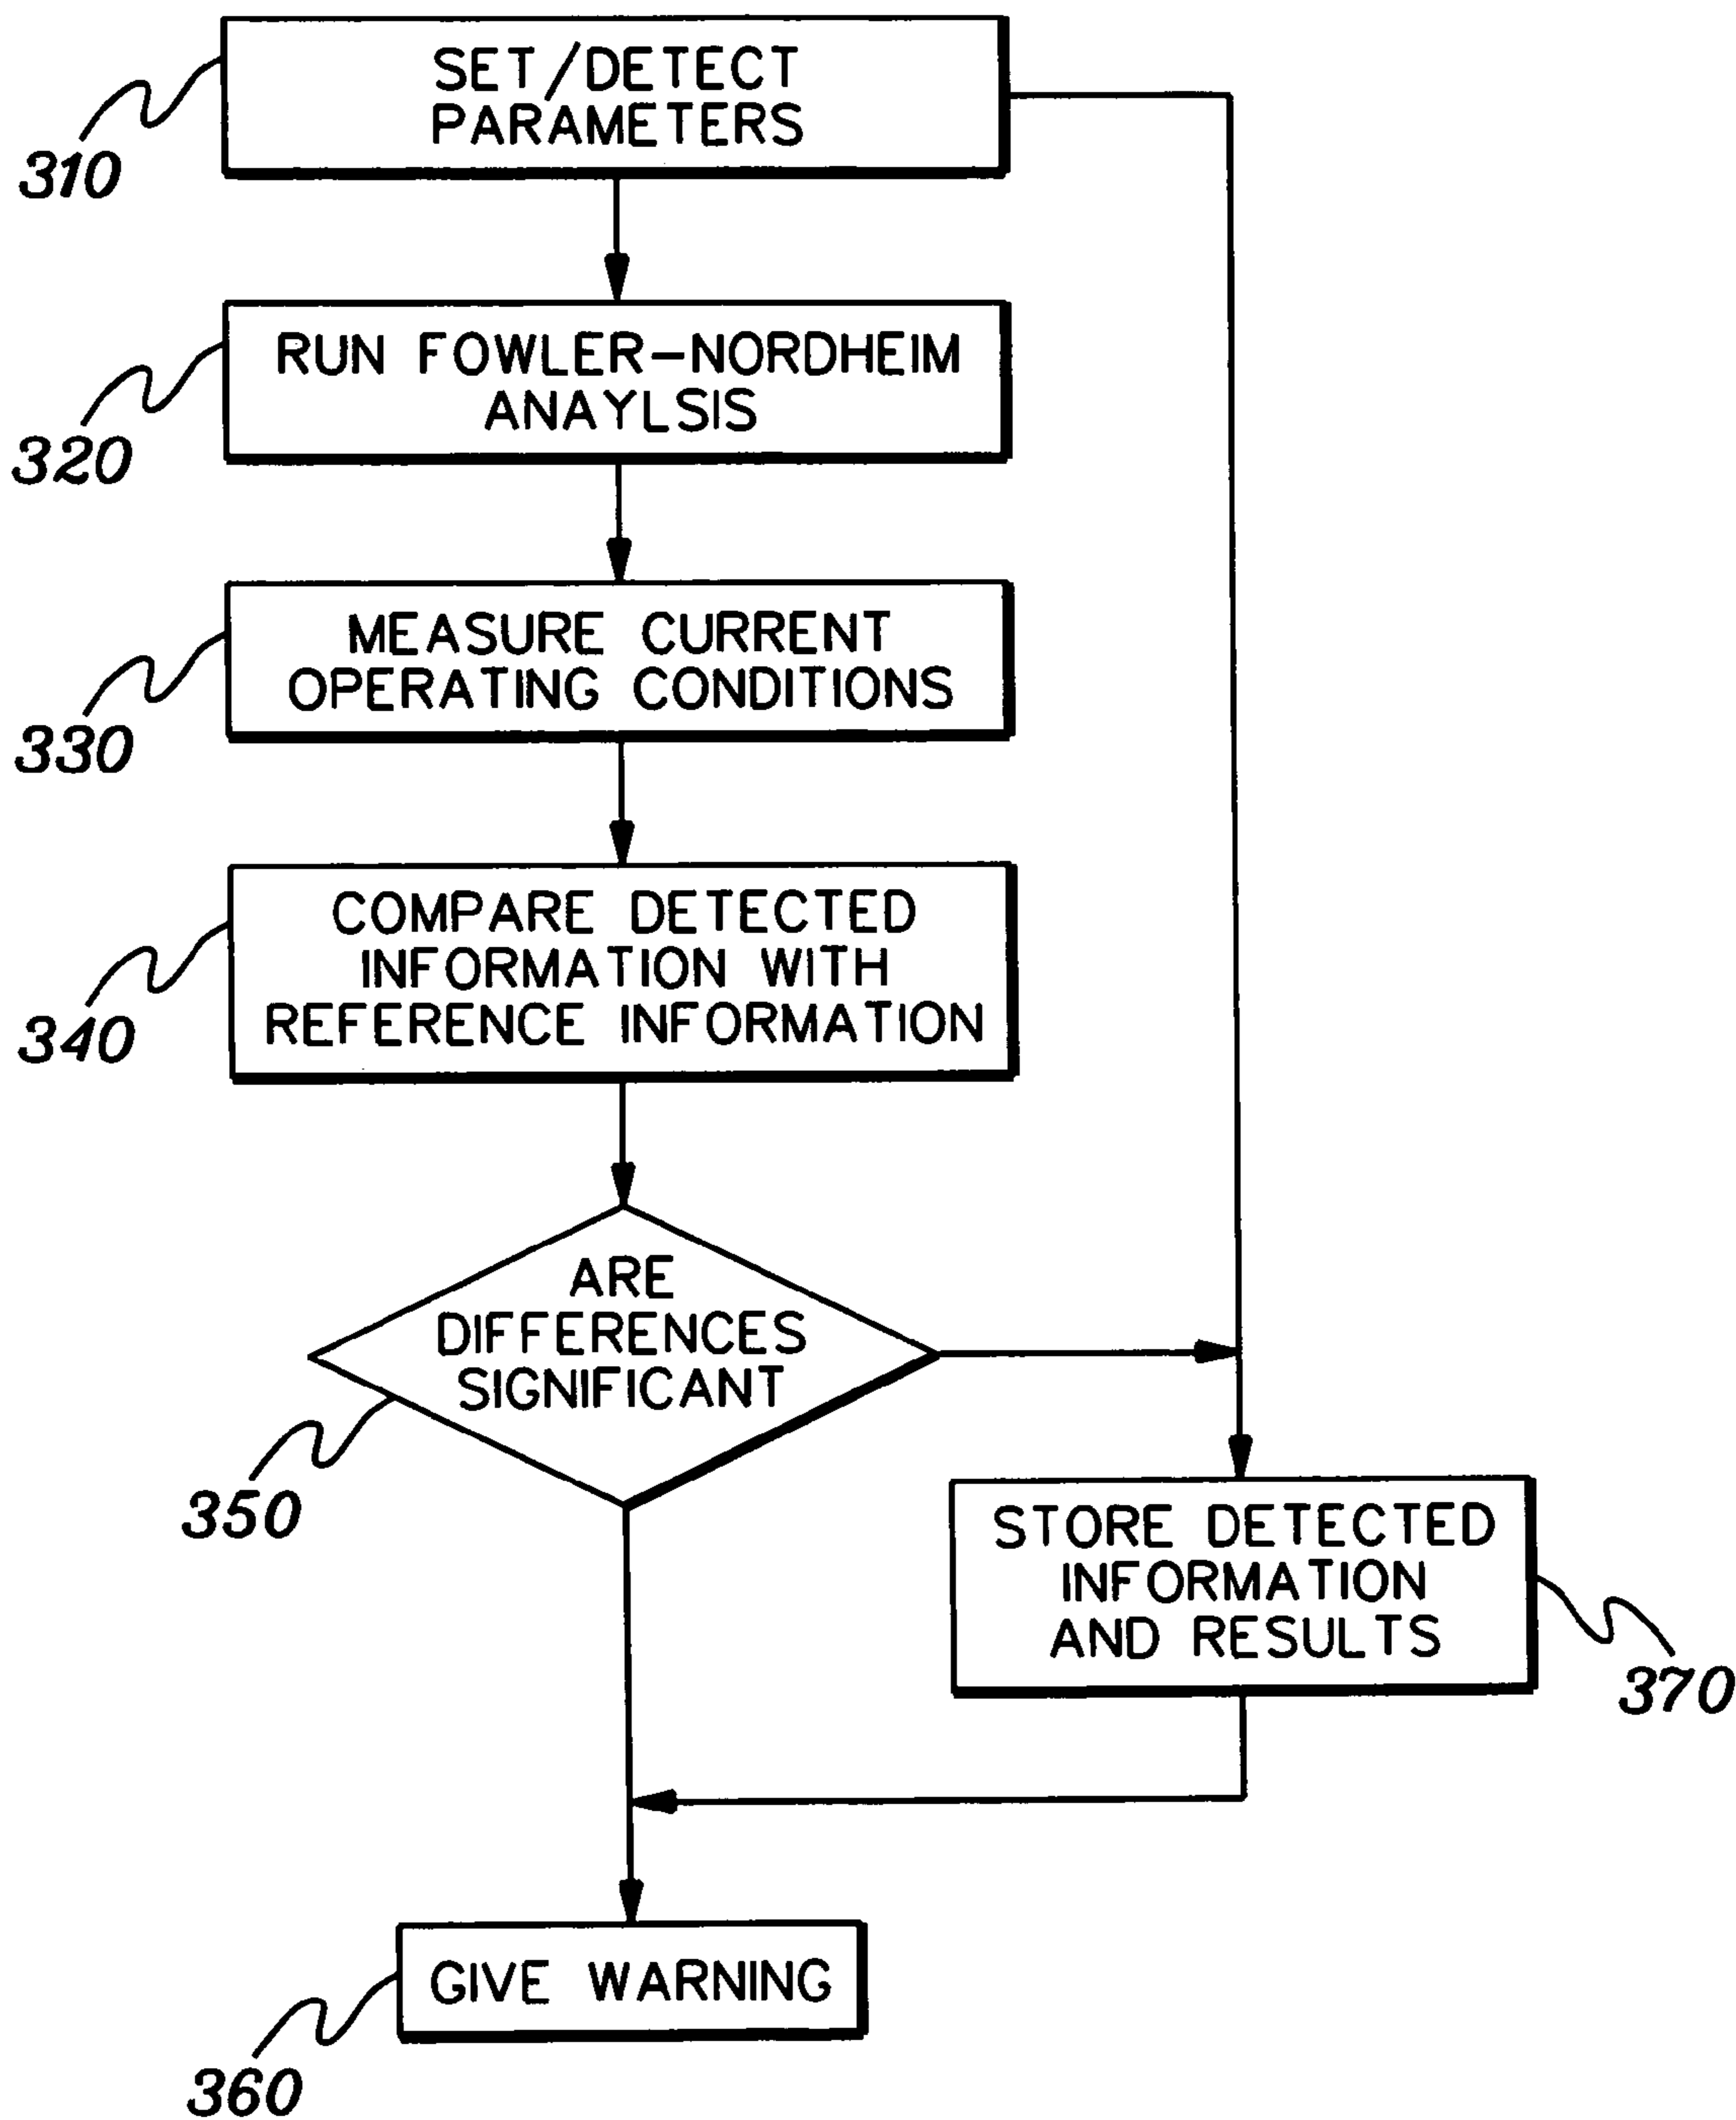 SET/DETECT
PARAMETERS
310
RUN FOWLER-NORDHEIM
ANAYLSIS
320
MEASURE CURRENT
OPERATING CONDITIONS
330
COMPARE DETECTED
INFORMATION WITH
REFERENCE INFORMATION
340
ARE
DIFFERENCES
SIGNIFICANT
350
STORE DETECTED
INFORMATION
AND RESULTS
370
GIVE WARNING
360